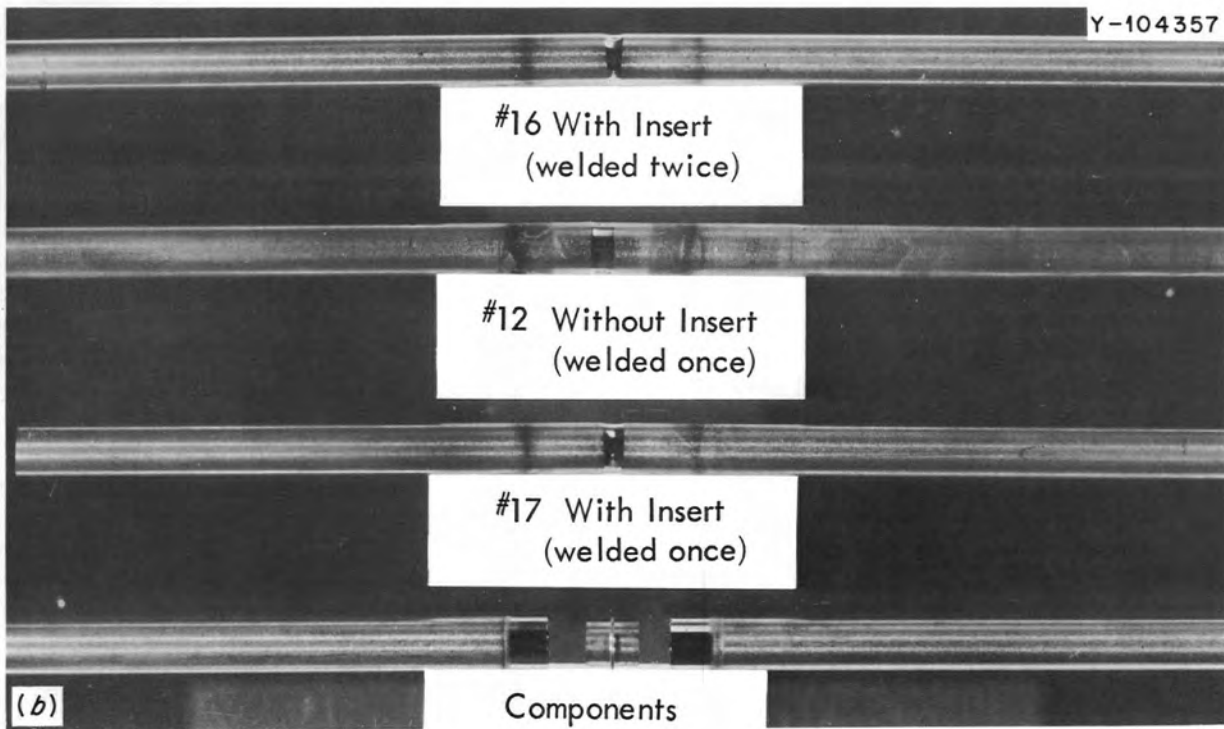 Y-104357
#16 With Insert
(welded twice)
#12 Without Insert
(welded once)
#17 With Insert
(welded once)
(b)
Components